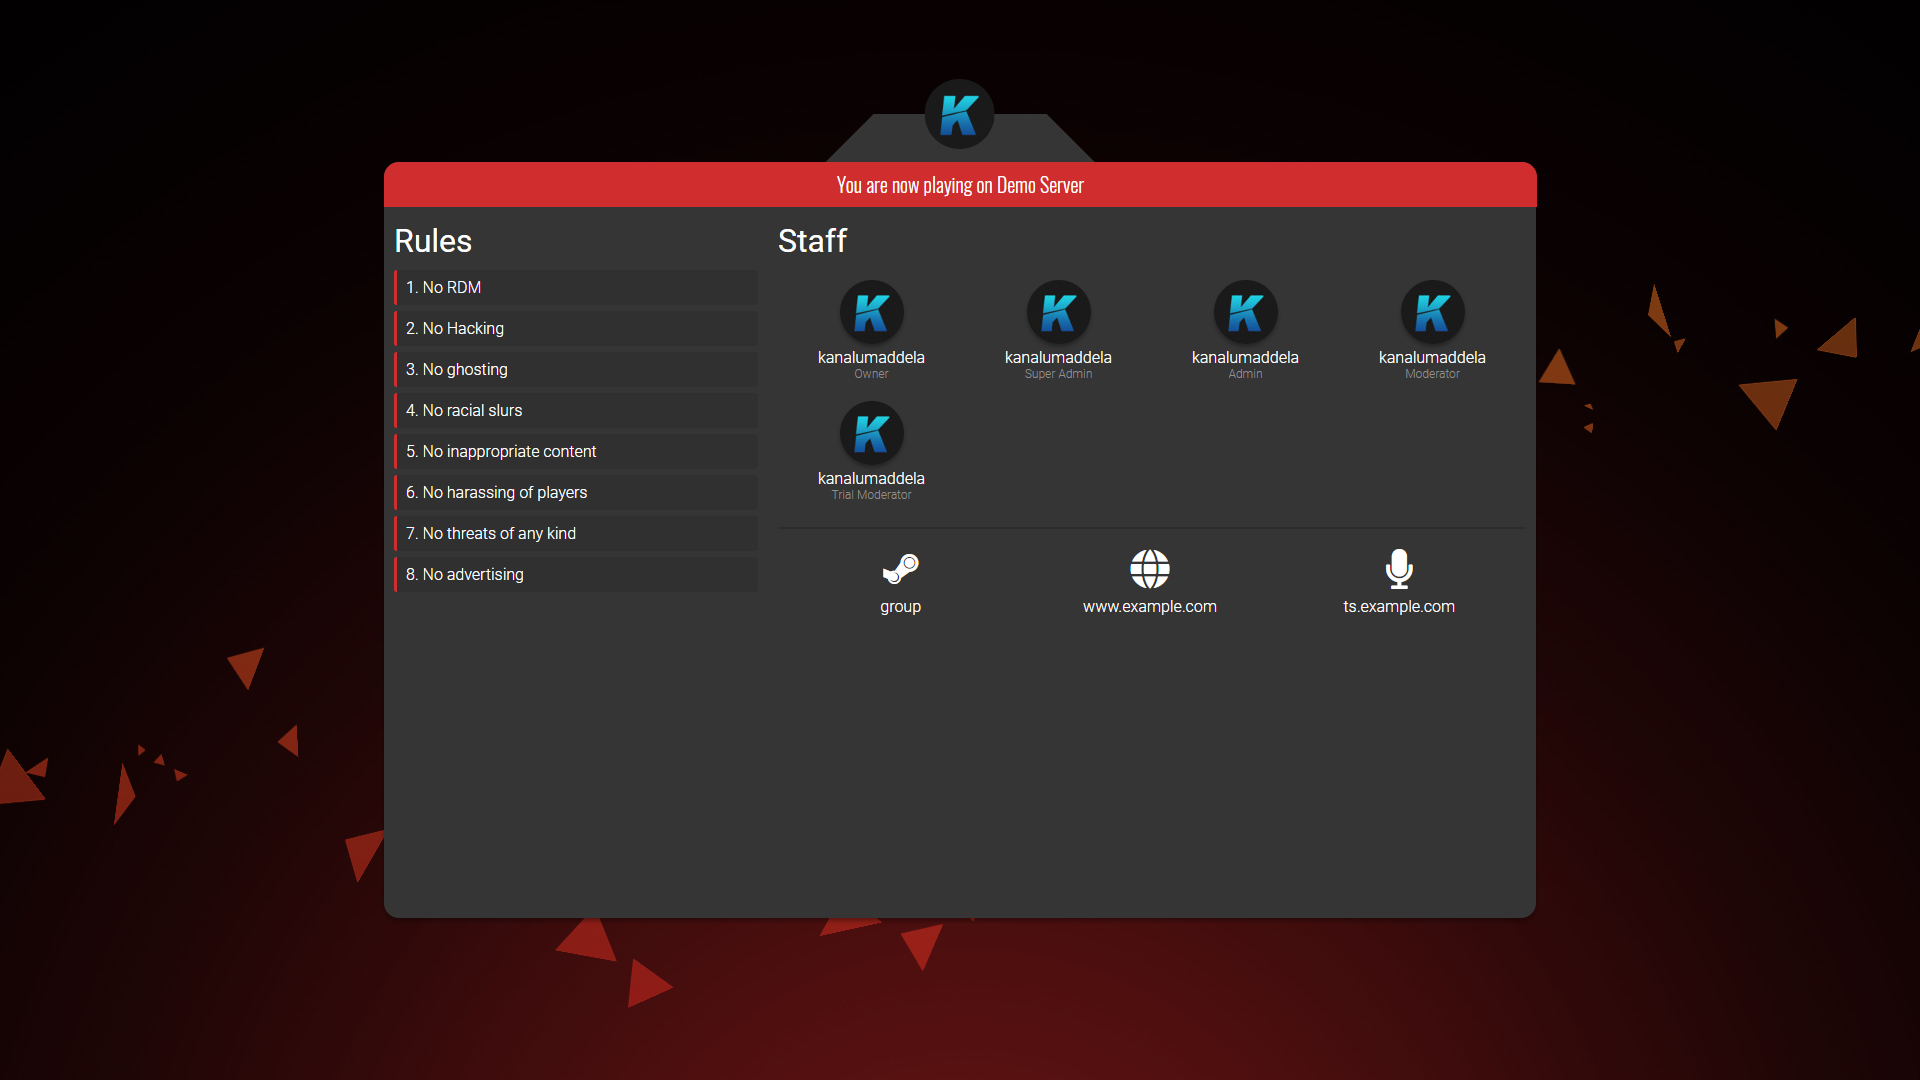 You are now playing on Demo Server
Rules
1. No RDM
2. No Hacking
3. No ghosting
4. No racial slurs
5. No inappropriate content
6. No harassing of players
7. No threats of any kind
8. No advertising
Staff
K
kanalumaddela
Owner
K
kanalumaddela
Super Admin
K
kanalumaddela
Admin
K
kanalumaddela
Moderator
K
kanalumaddela
Trial Moderator
group
www.example.com
ts.example.com